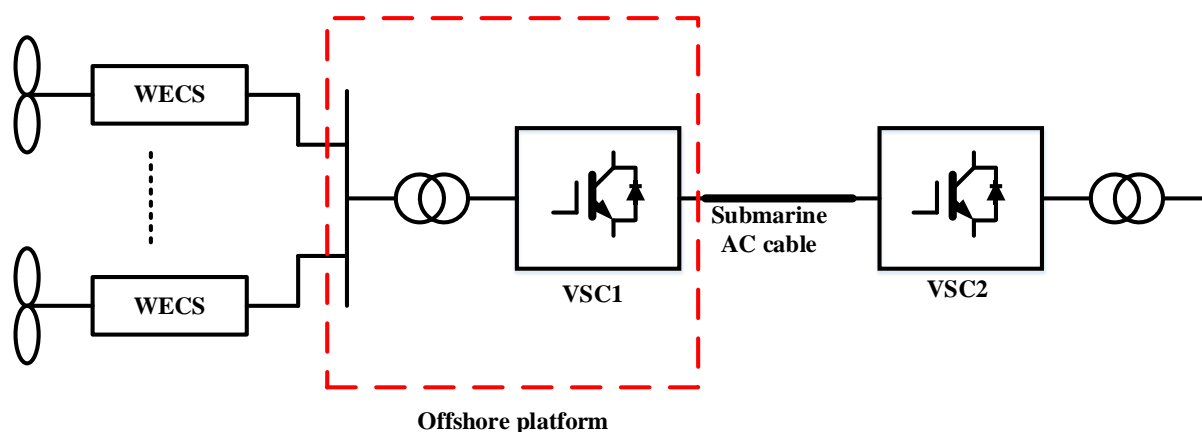 WECS
WECS
VSC1
Submarine
AC cable
VSC2
Offshore platform